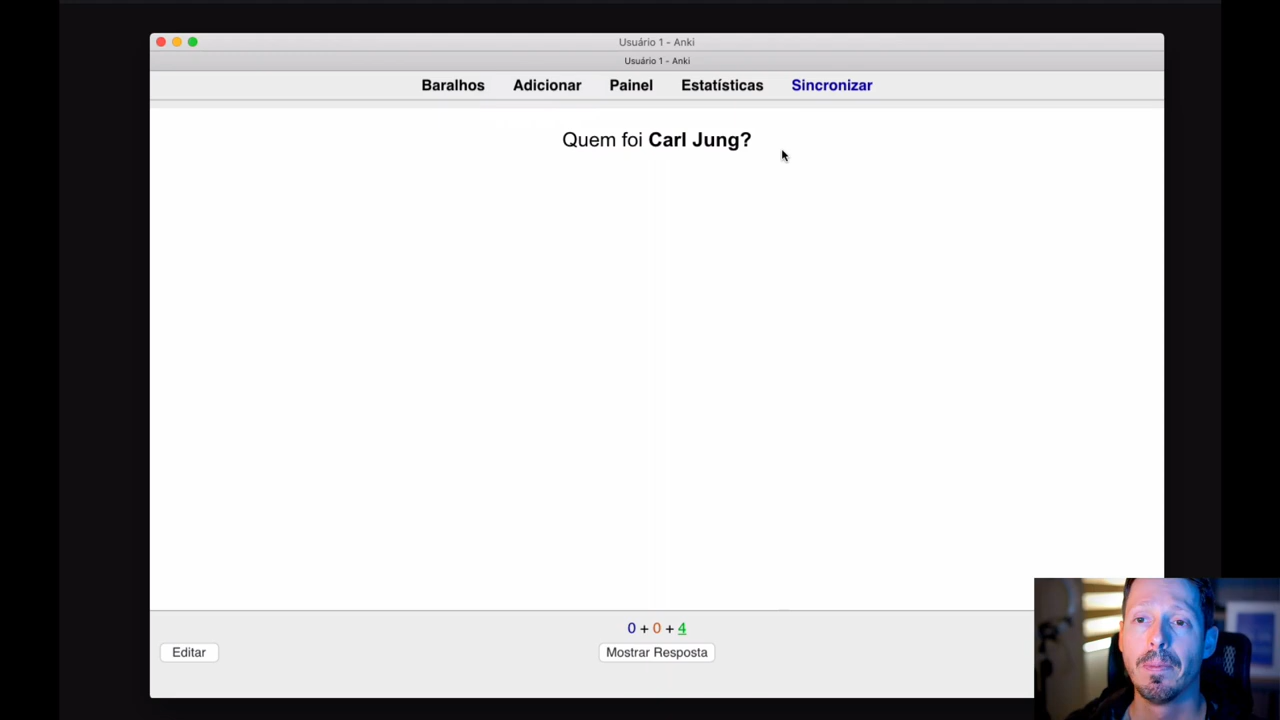 Usuário 1 - Anki
Usuário 1 - Anki
Baralhos Adicionar Painel Estatísticas Sincronizar
Quem foi Carl Jung?
0 + 0 + 4
Editar Mostrar Resposta